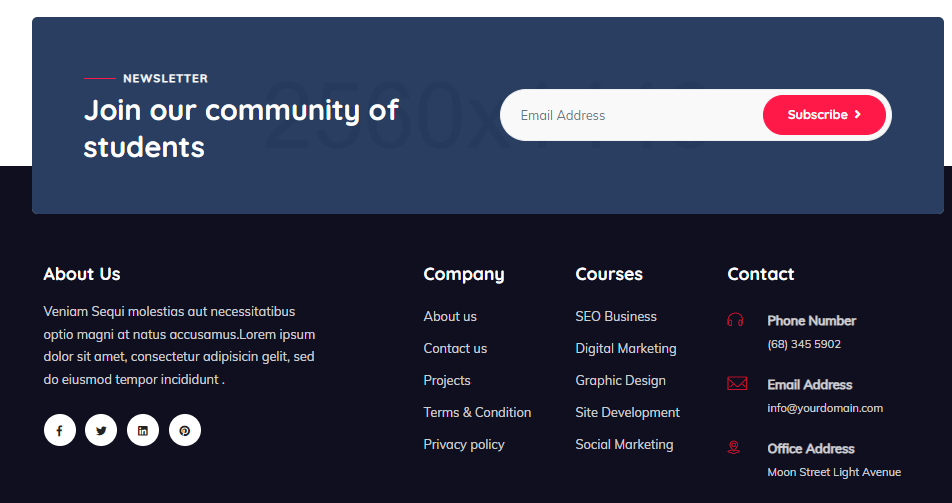 NEWSLETTER
Join our community of
students
Email Address
Subscribe
About Us
Veniam Sequi molestias aut necessitatibus
optio magni at natus accusamus.Lorem ipsum
dolor sit amet, consectetur adipisicin gelit, sed
do eiusmod tempor incididunt .
Company
About us
Contact us
Projects
Terms & Condition
Privacy policy
Courses
SEO Business
Digital Marketing
Graphic Design
Site Development
Social Marketing
Contact
Phone Number
(68) 345 5902
Email Address
info@yourdomain.com
Office Address
Moon Street Light Avenue